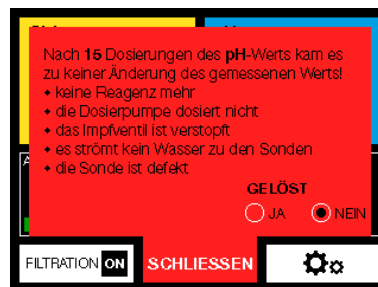 Nach 15 Dosierungen des pH-Werts kam es
zu keiner Änderung des gemessenen Werts!
• keine Reagenz mehr
• die Dosierpumpe dosiert nicht
• das Impfventil ist verstopft
• es strömt kein Wasser zu den Sonden
• die Sonde ist defekt
GELÖST
JA NEIN
FILTRATION ON SCHLIESSEN